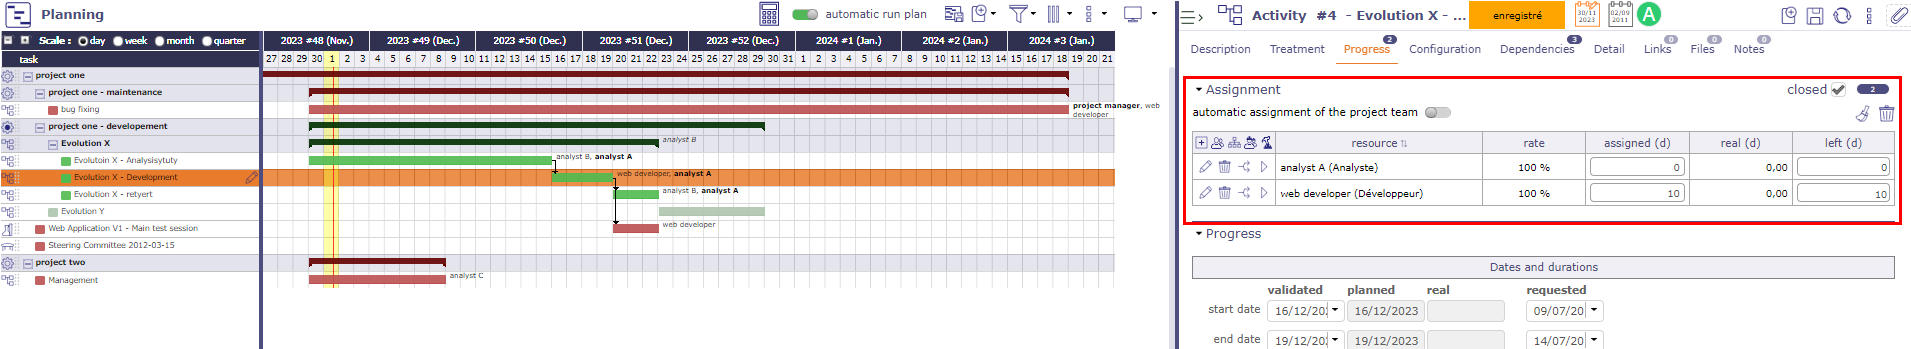 Planning
automatic run plan
Scale : day week month quarter
2023 #48 (Nov.) 2023 #49 (Dec.) 2023 #50 (Dec.) 2023 #51 (Dec.) 2023 #52 (Dec.) 2024 #1 (Jan.) 2024 #2 (Jan.) 2024 #3 (Jan.)
task
27 28 29 30 1 2 3 4 5 6 7 8 9 10 11 12 13 14 15 16 17 18 19 20 21 22 23 24 25 26 27 28 29 30 31 1 2 3 4 5 6 7 8 9 10 11 12 13 14 15 16 17 18 19 20 21
project one
project one - maintenance
bug fixing
project manager, web developer
project one - developement
Evolution X
analyst B
Evolutoin X - Analysisytuty
analyst B, analyst A
Evolution X - Development
web developer, analyst A
Evolution X - retyert
analyst B, analyst A
Evolution Y
Web Application V1 - Main test session
web developer
Steering Committee 2012-03-15
project two
Management
analyst C
Activity #4 - Evolution X - ...
enregistré
30/11 2023
02/09 2011
A
Description Treatment Progress 2 Configuration Dependencies 3 Detail Links 0 Files 0 Notes 0
Assignment
closed 2
automatic assignment of the project team
resource rate assigned (d) real (d) left (d)
analyst A (Analyste) 100 % 0 0,00 0
web developer (Développeur) 100 % 10 0,00 10
Progress
Dates and durations
validated planned real requested
start date 16/12/202 16/12/2023 09/07/20
end date 19/12/202 19/12/2023 14/07/20